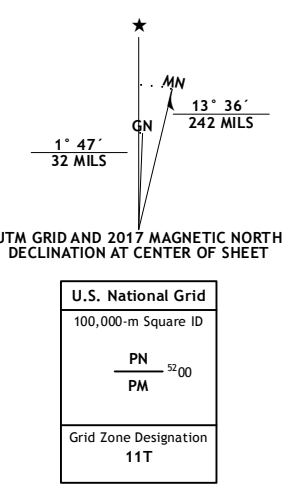 ★
MN
GN
13° 36´
242 MILS
1° 47´
32 MILS
UTM GRID AND 2017 MAGNETIC NORTH
DECLINATION AT CENTER OF SHEET
U.S. National Grid
100,000-m Square ID
PN
PM
5200
Grid Zone Designation
11T